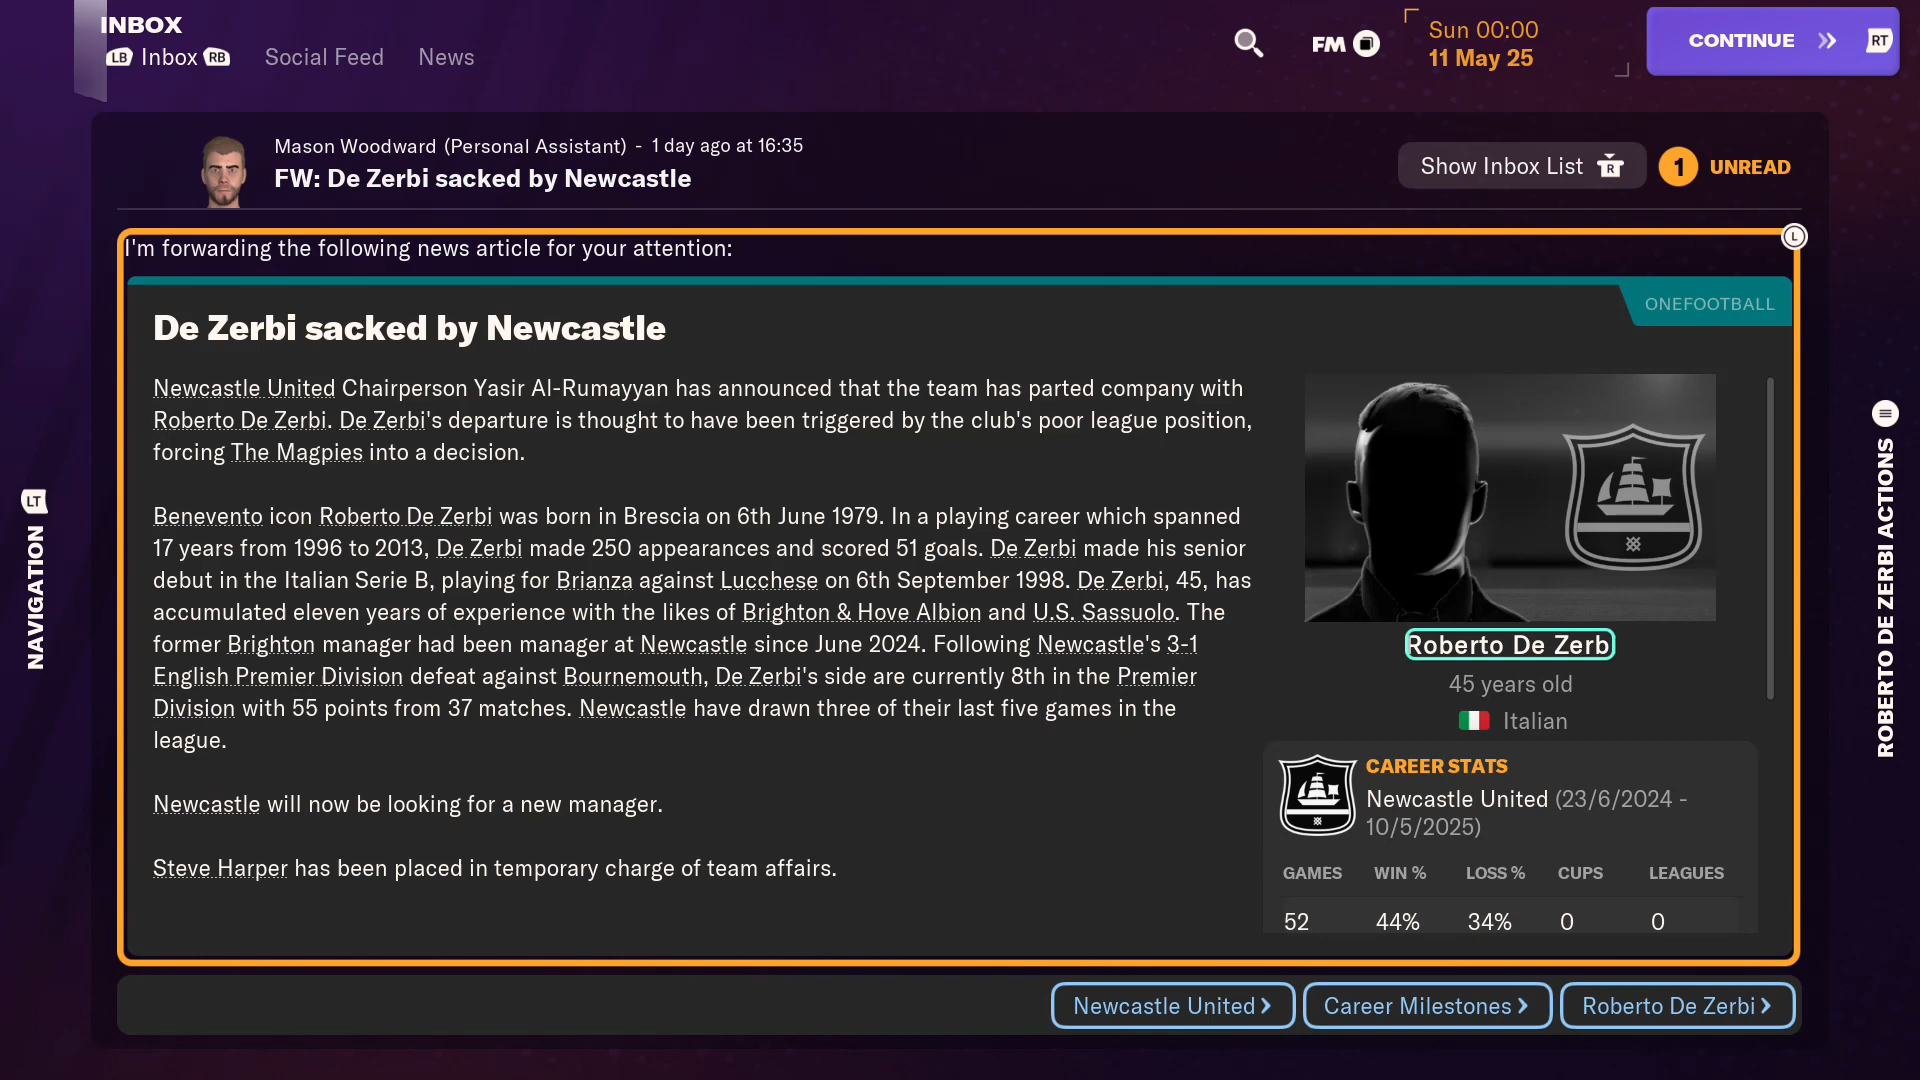 INBOX
LB Inbox RB Social Feed News
FM
Sun 00:00
11 May 25
CONTINUE RT
Mason Woodward (Personal Assistant) - 1 day ago at 16:35
FW: De Zerbi sacked by Newcastle
Show Inbox List R
1 UNREAD
L
I'm forwarding the following news article for your attention:
ONEFOOTBALL
De Zerbi sacked by Newcastle
Newcastle United Chairperson Yasir Al-Rumayyan has announced that the team has parted company with
Roberto De Zerbi. De Zerbi's departure is thought to have been triggered by the club's poor league position,
forcing The Magpies into a decision.
Benevento icon Roberto De Zerbi was born in Brescia on 6th June 1979. In a playing career which spanned
17 years from 1996 to 2013, De Zerbi made 250 appearances and scored 51 goals. De Zerbi made his senior
debut in the Italian Serie B, playing for Brianza against Lucchese on 6th September 1998. De Zerbi, 45, has
accumulated eleven years of experience with the likes of Brighton & Hove Albion and U.S. Sassuolo. The
former Brighton manager had been manager at Newcastle since June 2024. Following Newcastle's 3-1
English Premier Division defeat against Bournemouth, De Zerbi's side are currently 8th in the Premier
Division with 55 points from 37 matches. Newcastle have drawn three of their last five games in the
league.
Newcastle will now be looking for a new manager.
Steve Harper has been placed in temporary charge of team affairs.
Roberto De Zerb
45 years old
Italian
CAREER STATS
Newcastle United (23/6/2024 -
10/5/2025)
GAMES WIN % LOSS % CUPS LEAGUES
52 44% 34% 0 0
Newcastle United
Career Milestones
Roberto De Zerbi
LT
NAVIGATION
ROBERTO DE ZERBI ACTIONS